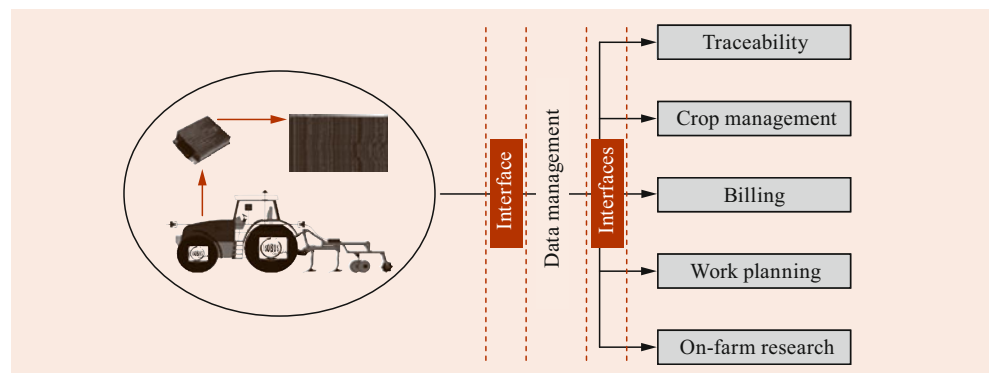 Interface
Data management
Interfaces
Traceability
Crop management
Billing
Work planning
On-farm research